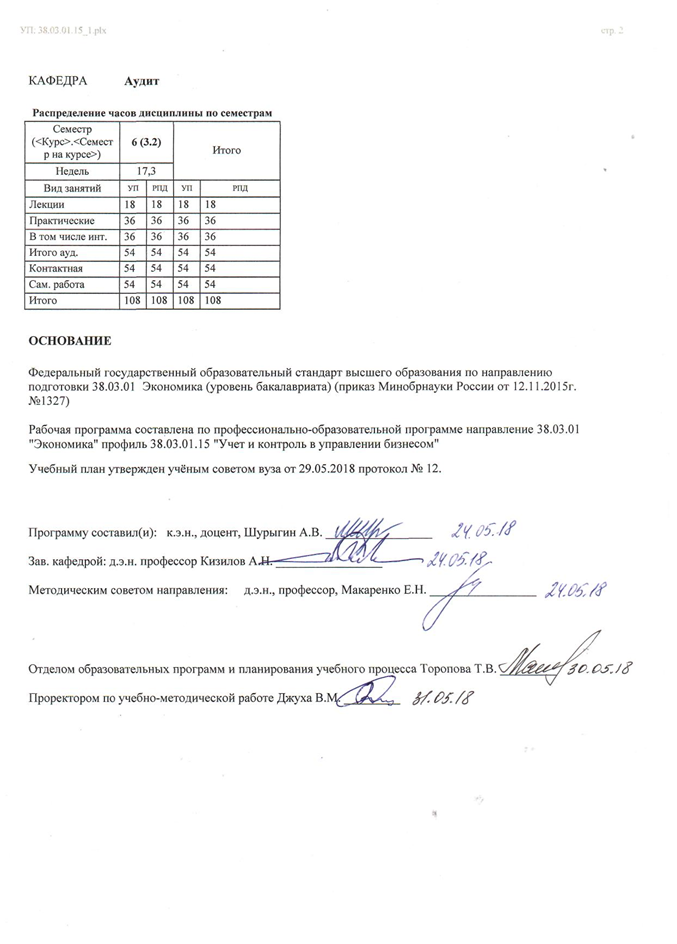 УП: 38.03.01.15_1.plx стр. 2
КАФЕДРА Аудит
Распределение часов дисциплины по семестрам
Семестр
(<Курс>.<Семест
р на курсе>) 6 (3.2) Итого
Недель 17,3
Вид занятий УП РПД УП РПД
Лекции 18 18 18 18
Практические 36 36 36 36
В том числе инт. 36 36 36 36
Итого ауд. 54 54 54 54
Контактная 54 54 54 54
Сам. работа 54 54 54 54
Итого 108 108 108 108
ОСНОВАНИЕ
Федеральный государственный образовательный стандарт высшего образования по направлению
подготовки 38.03.01 Экономика (уровень бакалавриата) (приказ Минобрнауки России от 12.11.2015г.
№1327)
Рабочая программа составлена по профессионально-образовательной программе направление 38.03.01
"Экономика" профиль 38.03.01.15 "Учет и контроль в управлении бизнесом"
Учебный план утвержден учёным советом вуза от 29.05.2018 протокол № 12.
Программу составил(и): к.э.н., доцент, Шурыгин А.В. 24.05.18
Зав. кафедрой: д.э.н. профессор Кизилов А.Н. 24.05.18
Методическим советом направления: д.э.н., профессор, Макаренко Е.Н. 24.05.18
Отделом образовательных программ и планирования учебного процесса Торопова Т.В. 30.05.18
Проректором по учебно-методической работе Джуха В.М. 31.05.18